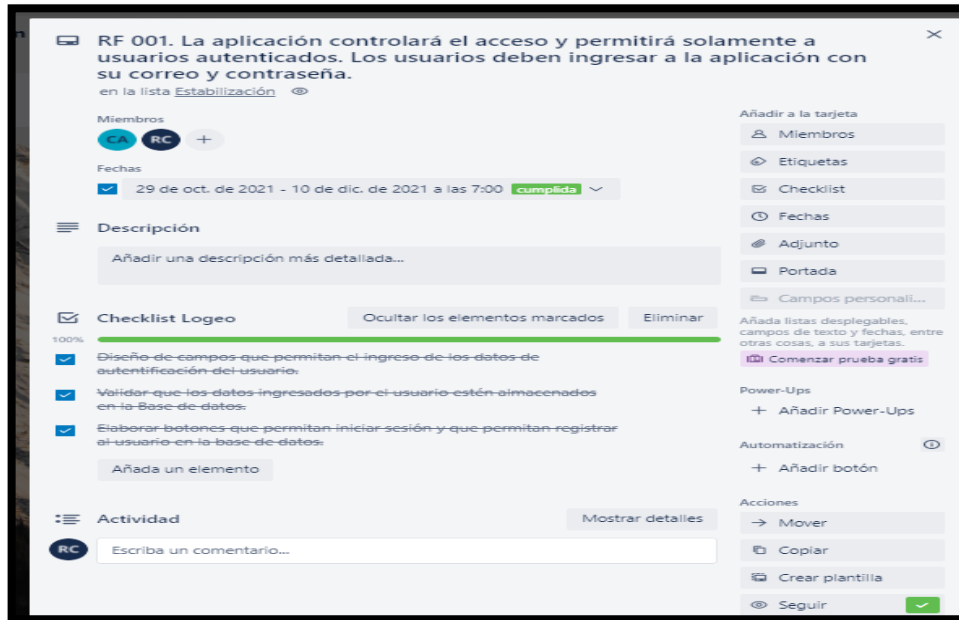 RF 001. La aplicación controlará el acceso y permitirá solamente a
usuarios autenticados. Los usuarios deben ingresar a la aplicación con
su correo y contraseña.
en la lista Estabilización
Miembros
CA RC +
Fechas
29 de oct. de 2021 - 10 de dic. de 2021 a las 7:00 cumplida
Descripción
Añadir una descripción más detallada...
Checklist Logeo
Ocultar los elementos marcados
Eliminar
100%
Diseño de campos que permitan el ingreso de los datos de
autentificación del usuario.
Validar que los datos ingresados por el usuario estén almacenados
en la Base de datos.
Elaborar botones que permitan iniciar sesión y que permitan registrar
al usuario en la base de datos.
Añada un elemento
Actividad
Mostrar detalles
RC
Escriba un comentario...
Añadir a la tarjeta
Miembros
Etiquetas
Checklist
Fechas
Adjunto
Portada
Campos personali...
Añada listas desplegables,
campos de texto y fechas, entre
otras cosas, a sus tarjetas.
Comenzar prueba gratis
Power-Ups
+ Añadir Power-Ups
Automatización
+ Añadir botón
Acciones
→ Mover
Copiar
Crear plantilla
Seguir